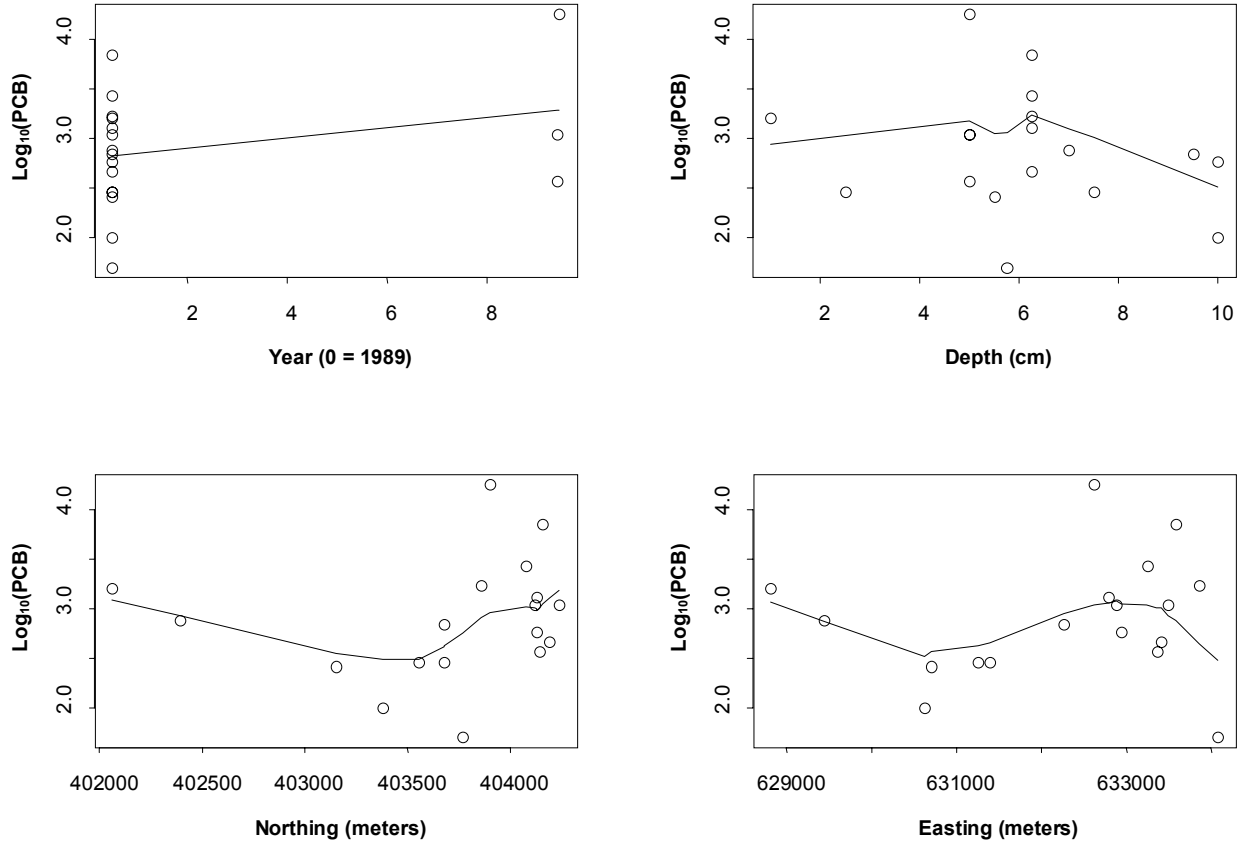 4.0
3.0
2.0
Log₁₀(PCB)
2 4 6 8
Year (0 = 1989)
4.0
3.0
2.0
Log₁₀(PCB)
2 4 6 8 10
Depth (cm)
4.0
3.0
2.0
Log₁₀(PCB)
402000 402500 403000 403500 404000
Northing (meters)
4.0
3.0
2.0
Log₁₀(PCB)
629000 631000 633000
Easting (meters)